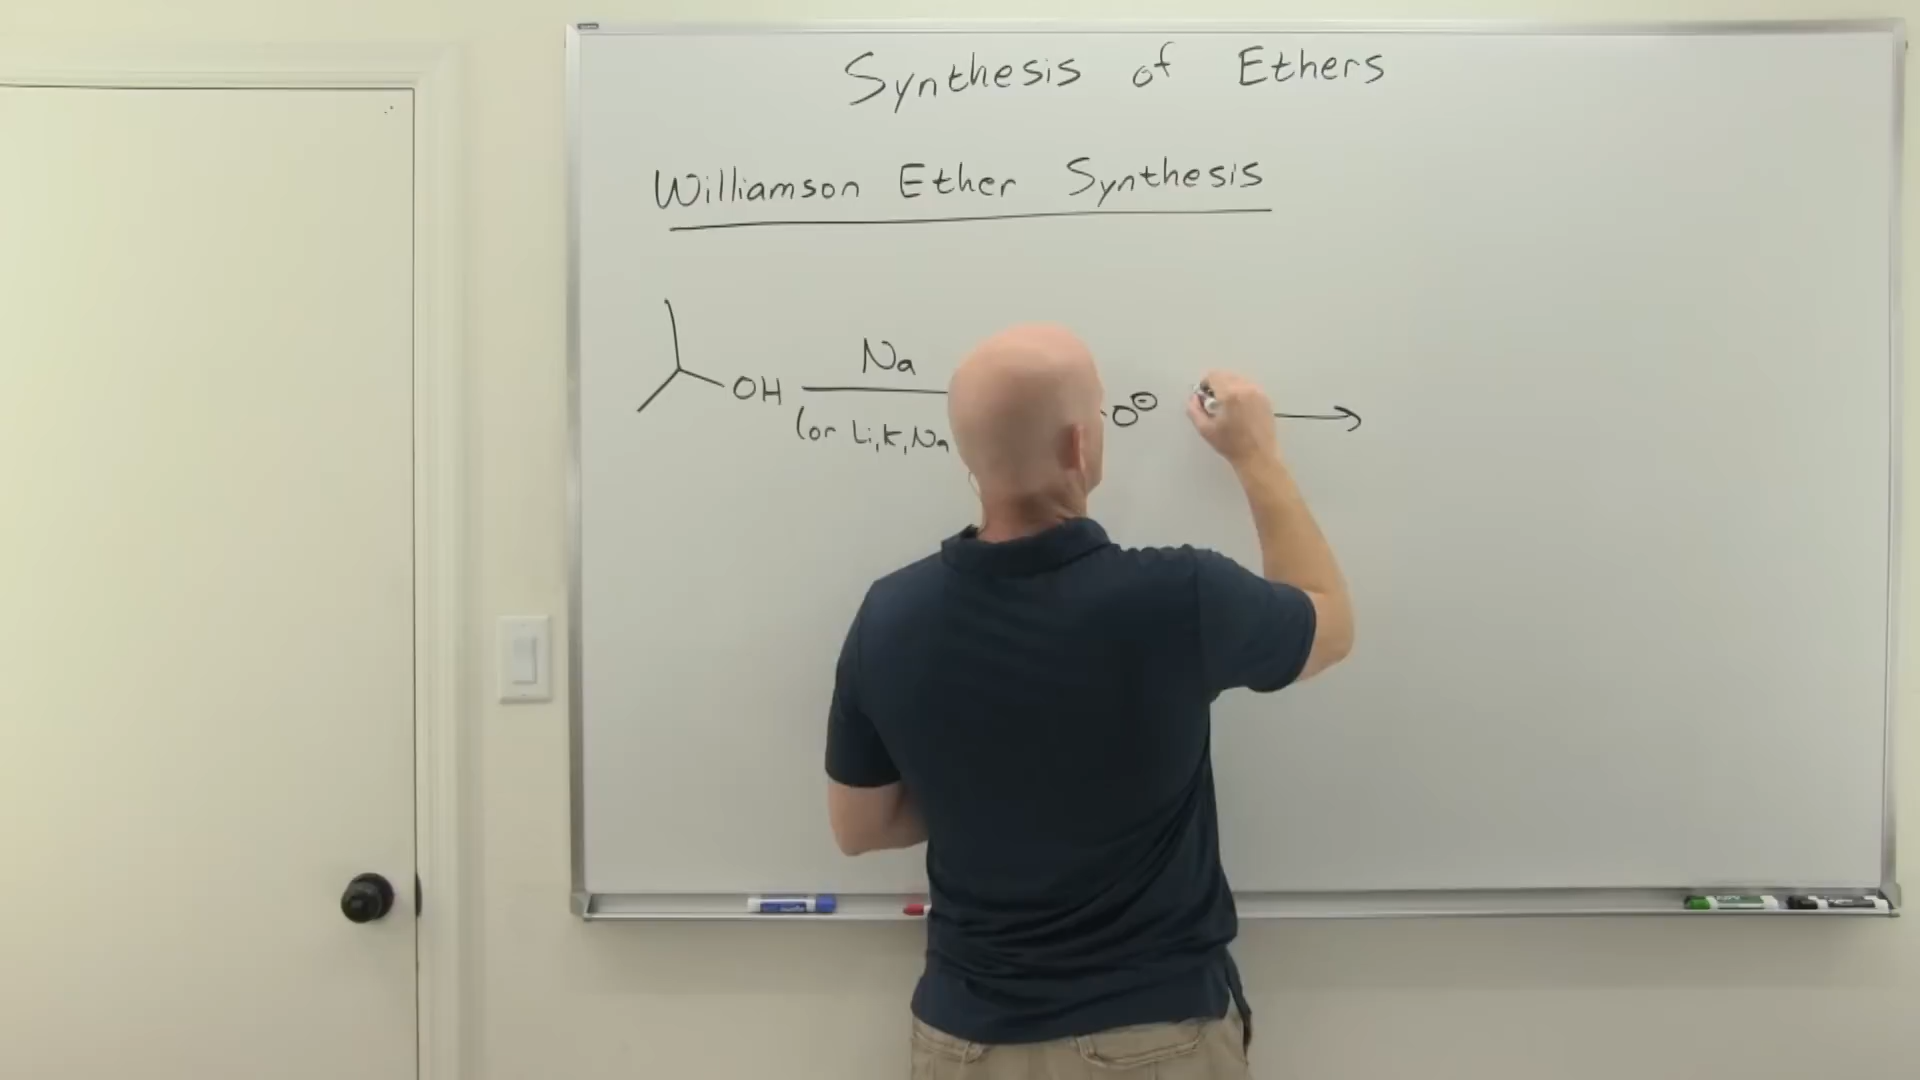 Synthesis of Ethers
Williamson Ether Synthesis
Na
OH
O⊖
(or Li, K, Na